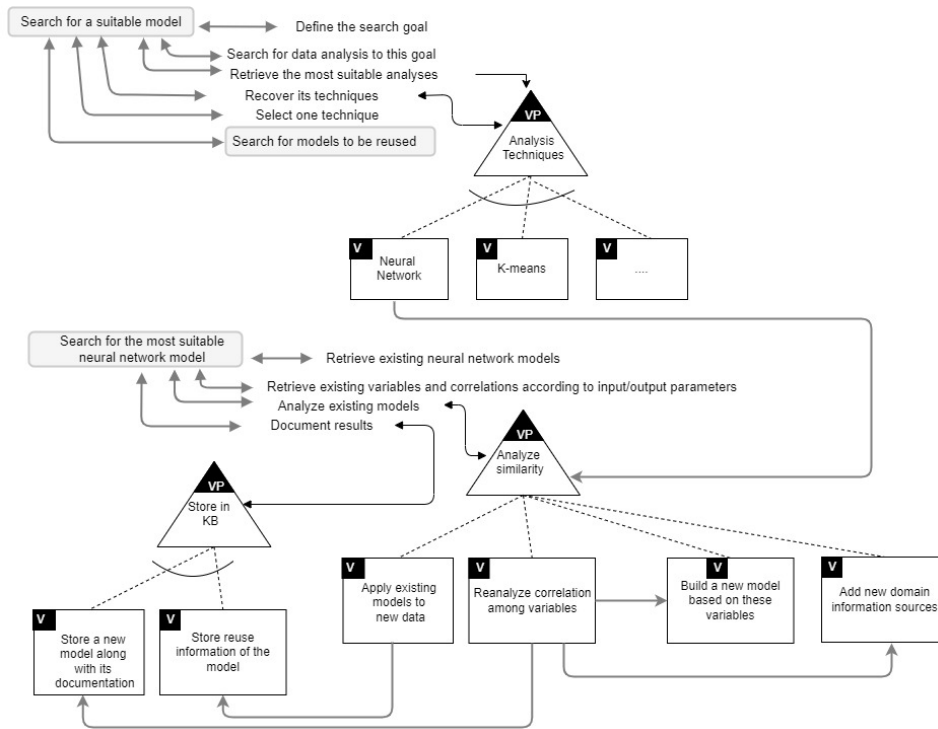 Search for a suitable model
Define the search goal
Search for data analysis to this goal
Retrieve the most suitable analyses
Recover its techniques
Select one technique
Search for models to be reused
VP
Analysis
Techniques
V
Neural
Network
V
K-means
V
....
Search for the most suitable
neural network model
Retrieve existing neural network models
Retrieve existing variables and correlations according to input/output parameters
Analyze existing models
Document results
VP
Analyze
similarity
VP
Store in
KB
V
Apply existing
models to
new data
V
Reanalyze correlation
among variables
V
Build a new model
based on these
variables
V
Add new domain
information sources
V
Store a new
model along
with its
documentation
V
Store reuse
information of the
model